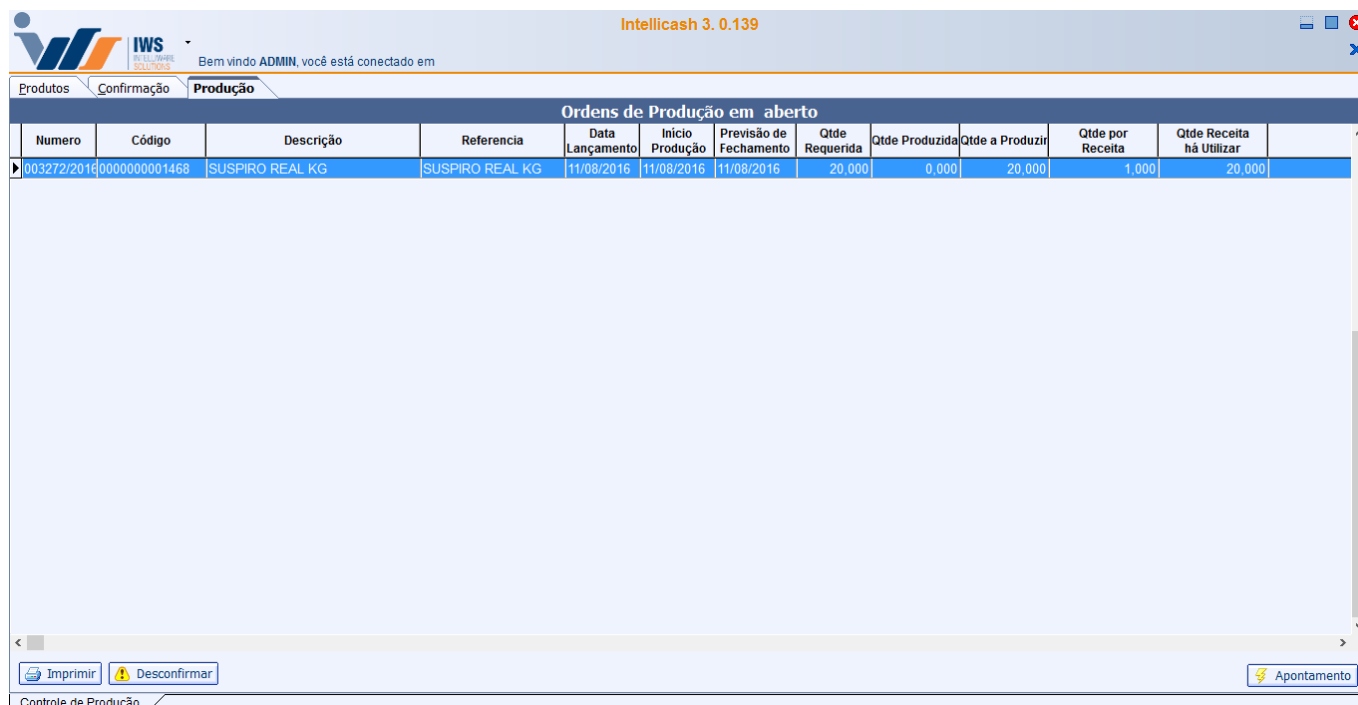 Intellicash 3. 0.139
IWS
INTELLIWARE
SOLUTIONS
Bem vindo ADMIN, você está conectado em
Produtos Confirmação Produção
Ordens de Produção em aberto
Numero Código Descrição Referencia Data Lançamento Início Produção Previsão de Fechamento Qtde Requerida Qtde Produzida Qtde a Produzir Qtde por Receita Qtde Receita há Utilizar
003272/2016 0000000001468 SUSPIRO REAL KG SUSPIRO REAL KG 11/08/2016 11/08/2016 11/08/2016 20,000 0,000 20,000 1,000 20,000
Imprimir Desconfirmar Apontamento
Controle de Produção